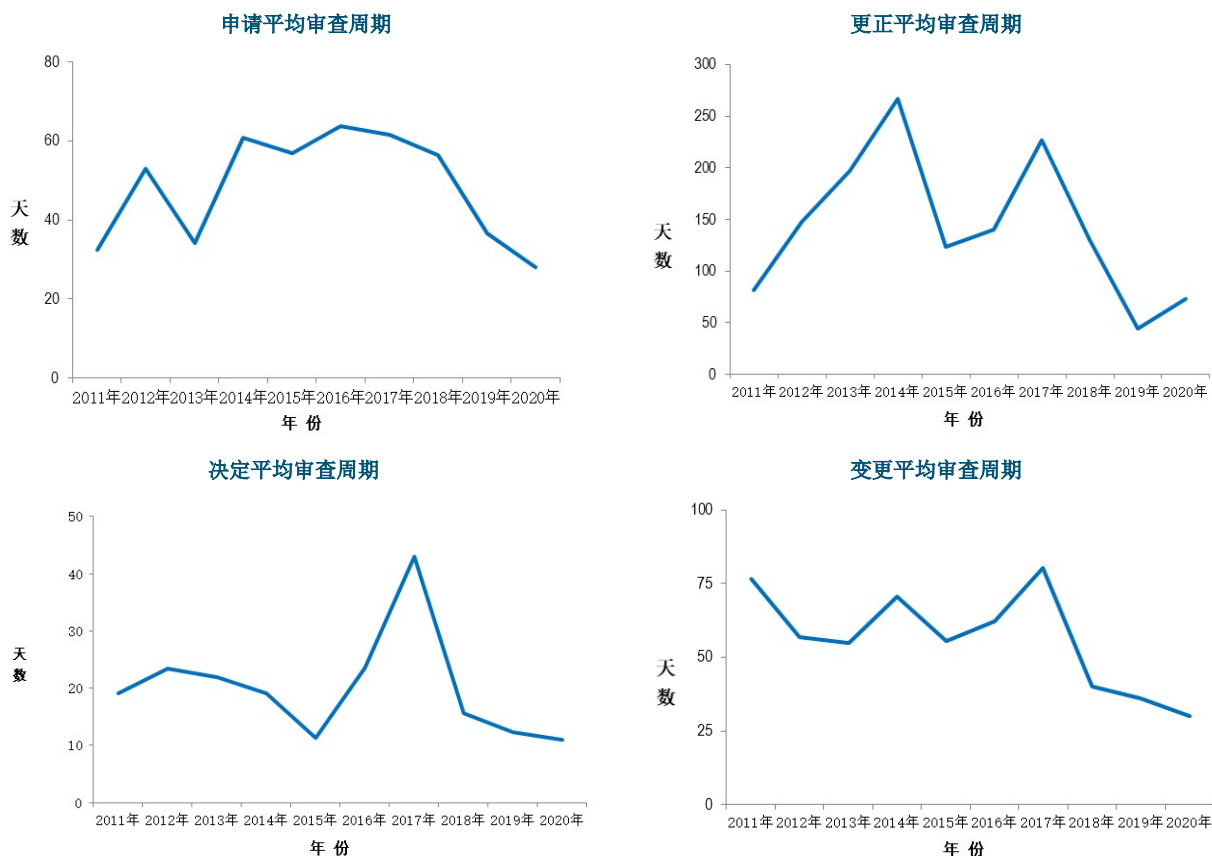 申请平均审查周期
80
60
40
20
0
天
数
2011年2012年2013年2014年2015年2016年2017年2018年2019年2020年
年 份
更正平均审查周期
300
250
200
150
100
50
0
天
数
2011年2012年2013年2014年2015年2016年2017年2018年2019年2020年
年 份
决定平均审查周期
50
40
30
20
10
0
天
数
2011年 2012年 2013年 2014年 2015年 2016年 2017年 2018年 2019年 2020年
年 份
变更平均审查周期
100
75
50
25
0
天
数
2011年2012年2013年2014年2015年2016年2017年2018年2019年2020年
年 份